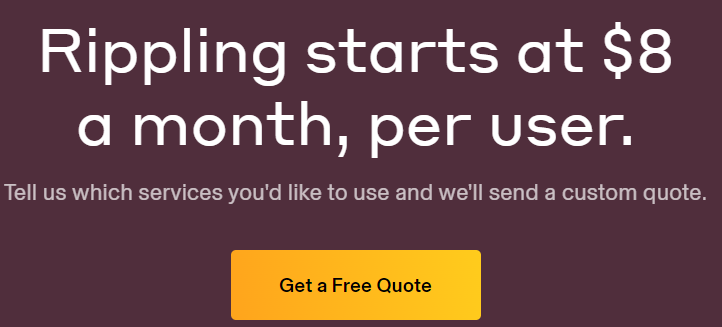 Rippling starts at $8
a month, per user.
Tell us which services you'd like to use and we'll send a custom quote.
Get a Free Quote